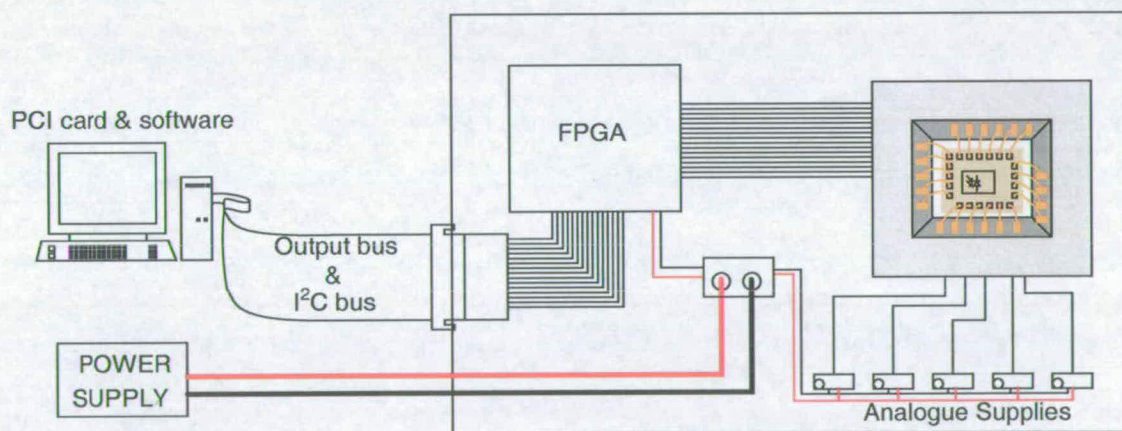 PCI card & software
FPGA
Output bus
&
I²C bus
POWER
SUPPLY
Analogue Supplies